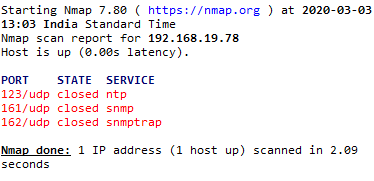 Starting Nmap 7.80 ( https://nmap.org ) at 2020-03-03
13:03 India Standard Time
Nmap scan report for 192.168.19.78
Host is up (0.00s latency).
PORT    STATE  SERVICE
123/udp closed ntp
161/udp closed snmp
162/udp closed snmptrap
Nmap done: 1 IP address (1 host up) scanned in 2.09
seconds